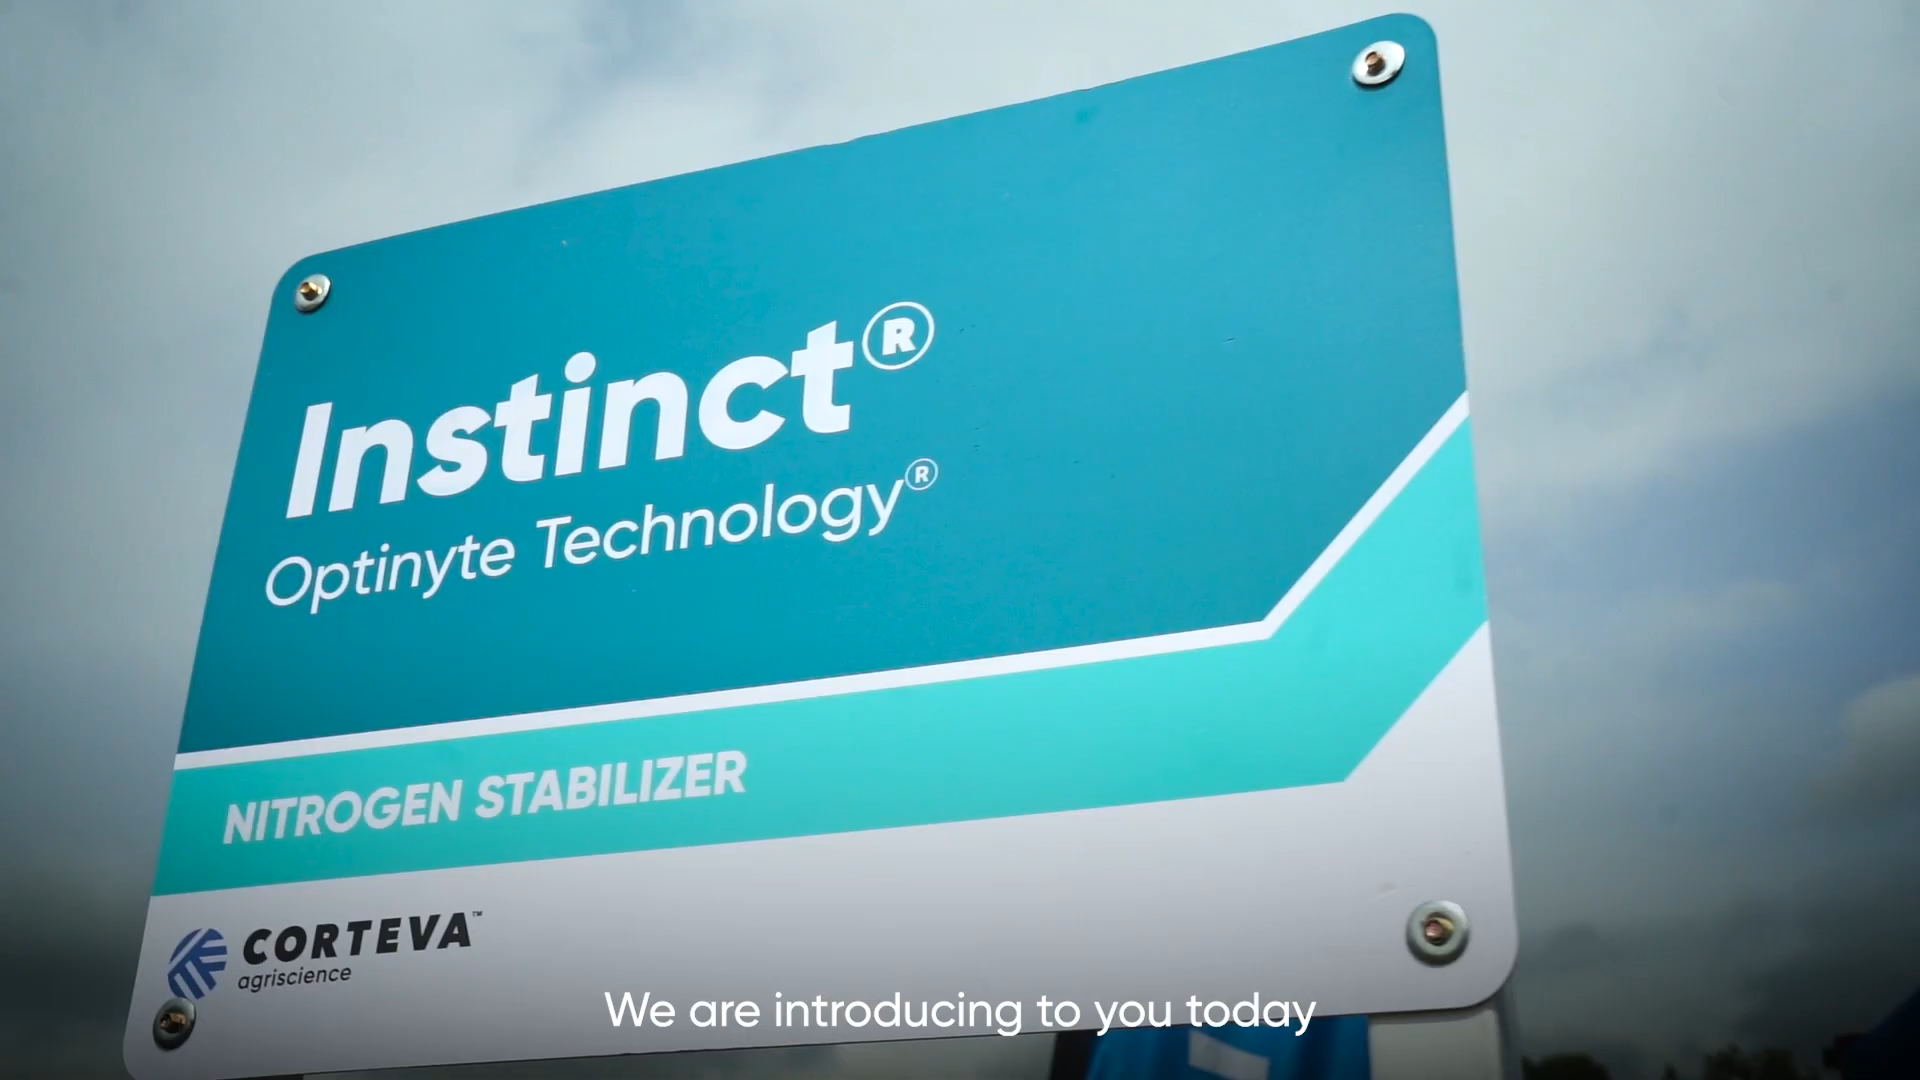 Instinct®
Optinyte Technology®
NITROGEN STABILIZER
CORTEVA™
agriscience
We are introducing to you today